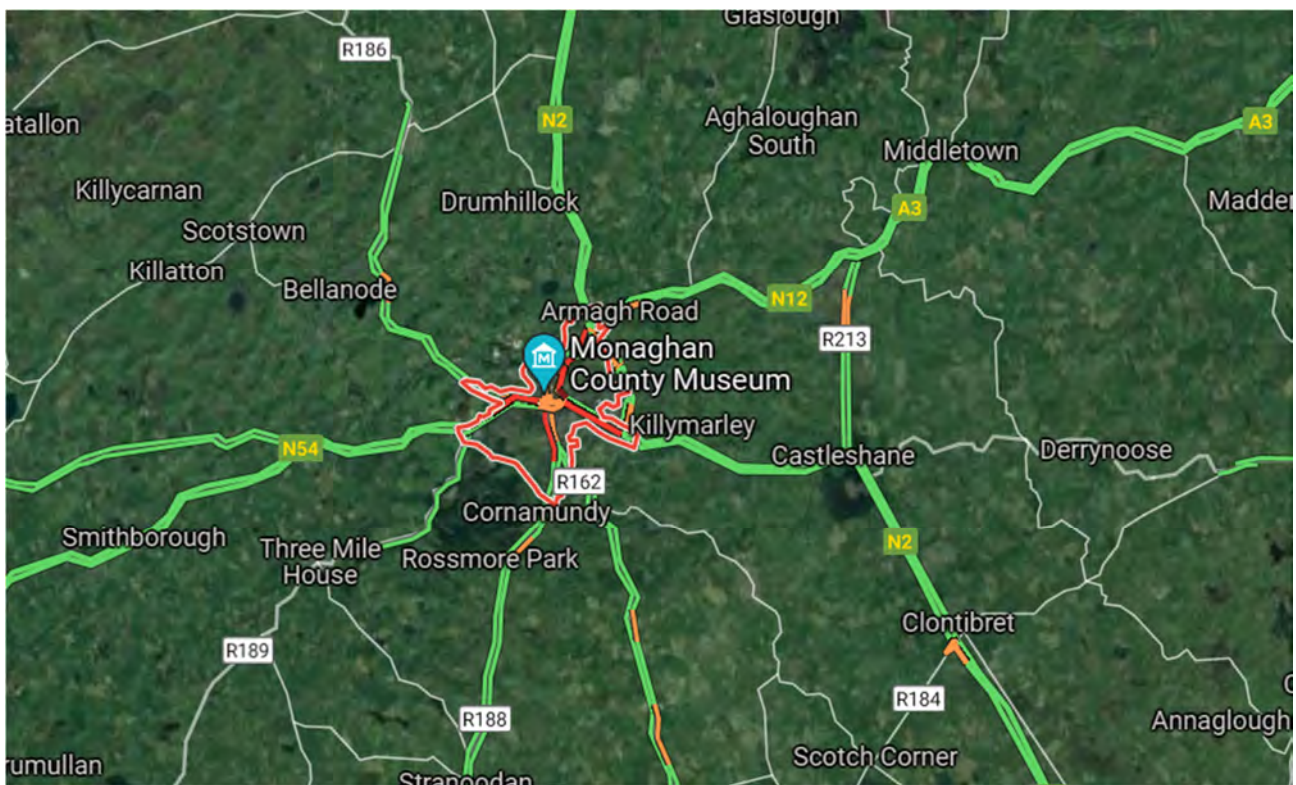 Glaslough
R186
N2
A3
atallon
Aghaloughan
South
Middletown
Killycarnan
Drumhillock
A3
Madden
Scotstown
Killatton
Bellanode
N12
Armagh Road
R213
Monaghan
County Museum
Killymarley
N54
Castleshane
Derrynoose
R162
Cornamundy
Smithborough
Three Mile
House
Rossmore Park
N2
Clontibret
R189
R184
R188
Annaglough
Scotch Corner
rumullan
Stranoodan